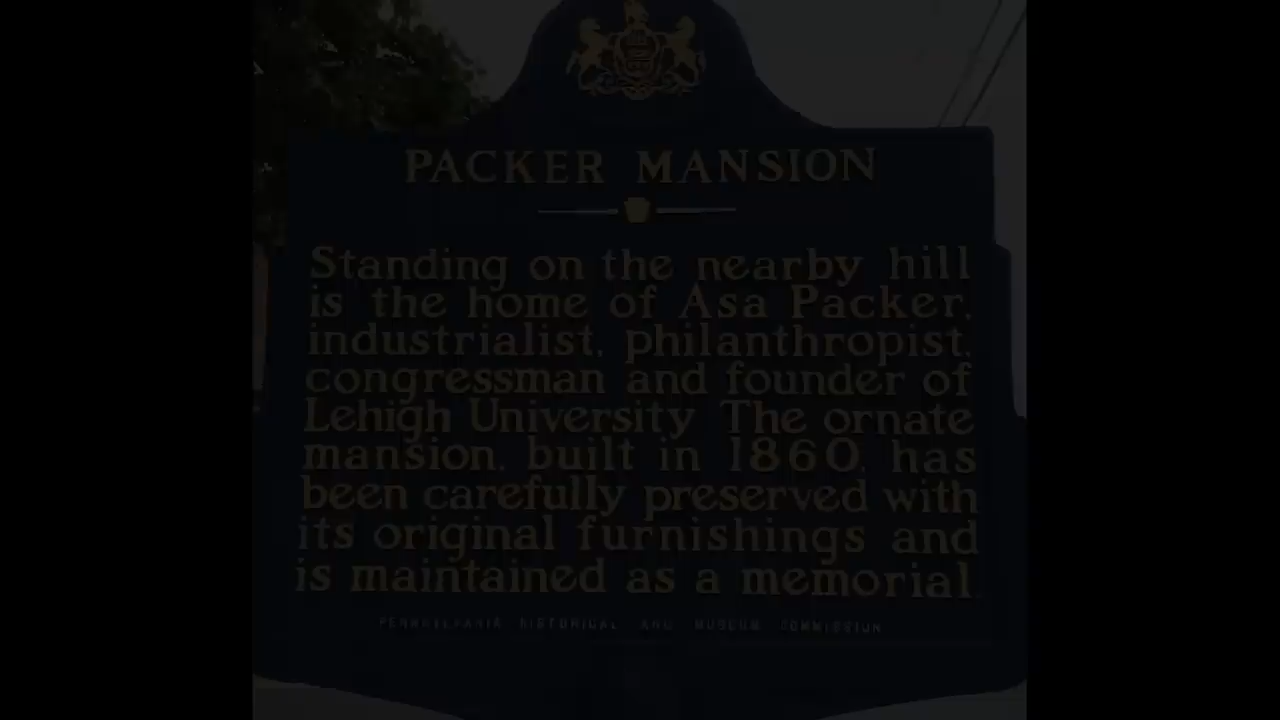 PACKER MANSION
Standing on the nearby hill
is the home of Asa Packer,
industrialist, philanthropist,
congressman and founder of
Lehigh University. The ornate
mansion, built in 1860, has
been carefully preserved with
its original furnishings and
is maintained as a memorial.
PENNSYLVANIA HISTORICAL AND MUSEUM COMMISSION